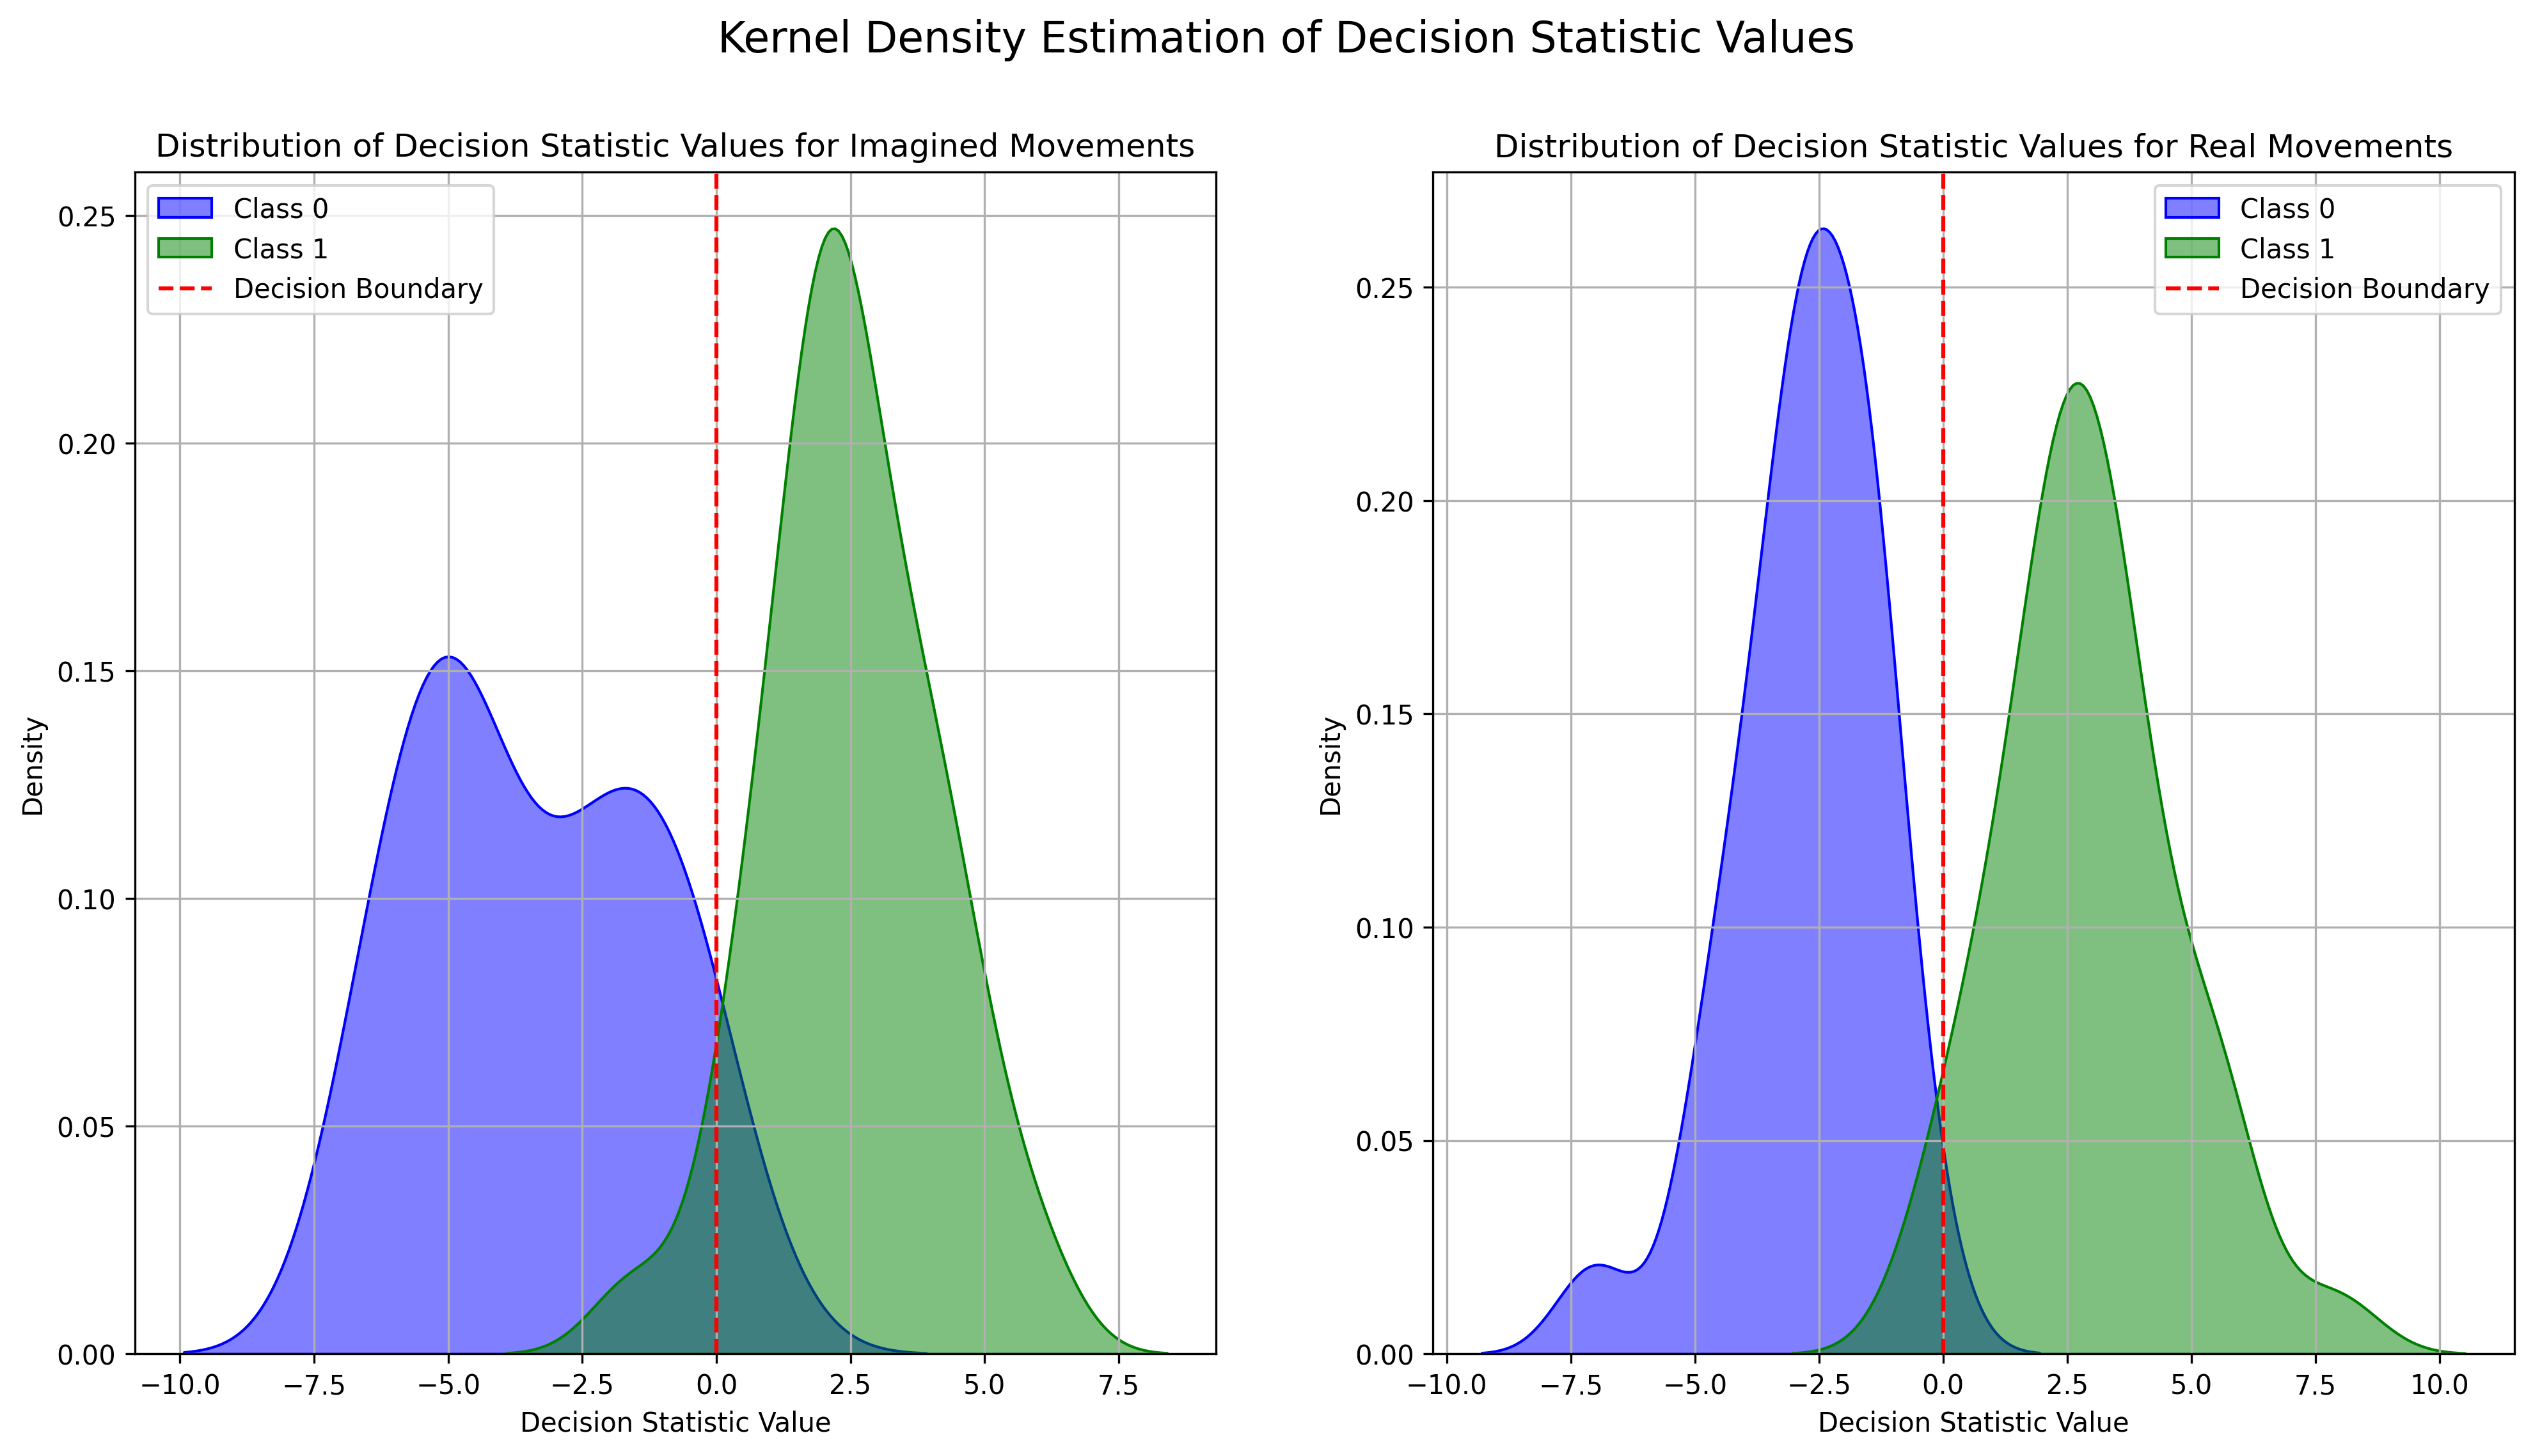 Kernel Density Estimation of Decision Statistic Values
Distribution of Decision Statistic Values for Imagined Movements
Class 0
Class 1
Decision Boundary
Density
0.25
0.20
0.15
0.10
0.05
0.00
−10.0 −7.5 −5.0 −2.5 0.0 2.5 5.0 7.5
Decision Statistic Value
Distribution of Decision Statistic Values for Real Movements
Class 0
Class 1
Decision Boundary
Density
0.25
0.20
0.15
0.10
0.05
0.00
−10.0 −7.5 −5.0 −2.5 0.0 2.5 5.0 7.5 10.0
Decision Statistic Value